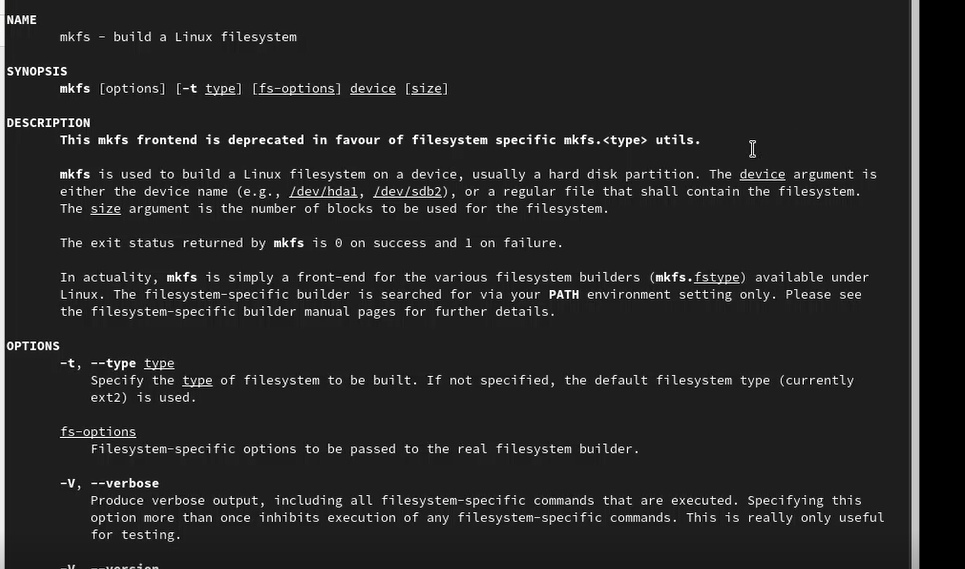 NAME
mkfs - build a Linux filesystem
SYNOPSIS
mkfs [options] [-t type] [fs-options] device [size]
DESCRIPTION
This mkfs frontend is deprecated in favour of filesystem specific mkfs.<type> utils.
mkfs is used to build a Linux filesystem on a device, usually a hard disk partition. The device argument is
either the device name (e.g., /dev/hda1, /dev/sdb2), or a regular file that shall contain the filesystem.
The size argument is the number of blocks to be used for the filesystem.
The exit status returned by mkfs is 0 on success and 1 on failure.
In actuality, mkfs is simply a front-end for the various filesystem builders (mkfs.fstype) available under
Linux. The filesystem-specific builder is searched for via your PATH environment setting only. Please see
the filesystem-specific builder manual pages for further details.
OPTIONS
-t, --type type
Specify the type of filesystem to be built. If not specified, the default filesystem type (currently
ext2) is used.
fs-options
Filesystem-specific options to be passed to the real filesystem builder.
-V, --verbose
Produce verbose output, including all filesystem-specific commands that are executed. Specifying this
option more than once inhibits execution of any filesystem-specific commands. This is really only useful
for testing.
-V, --version